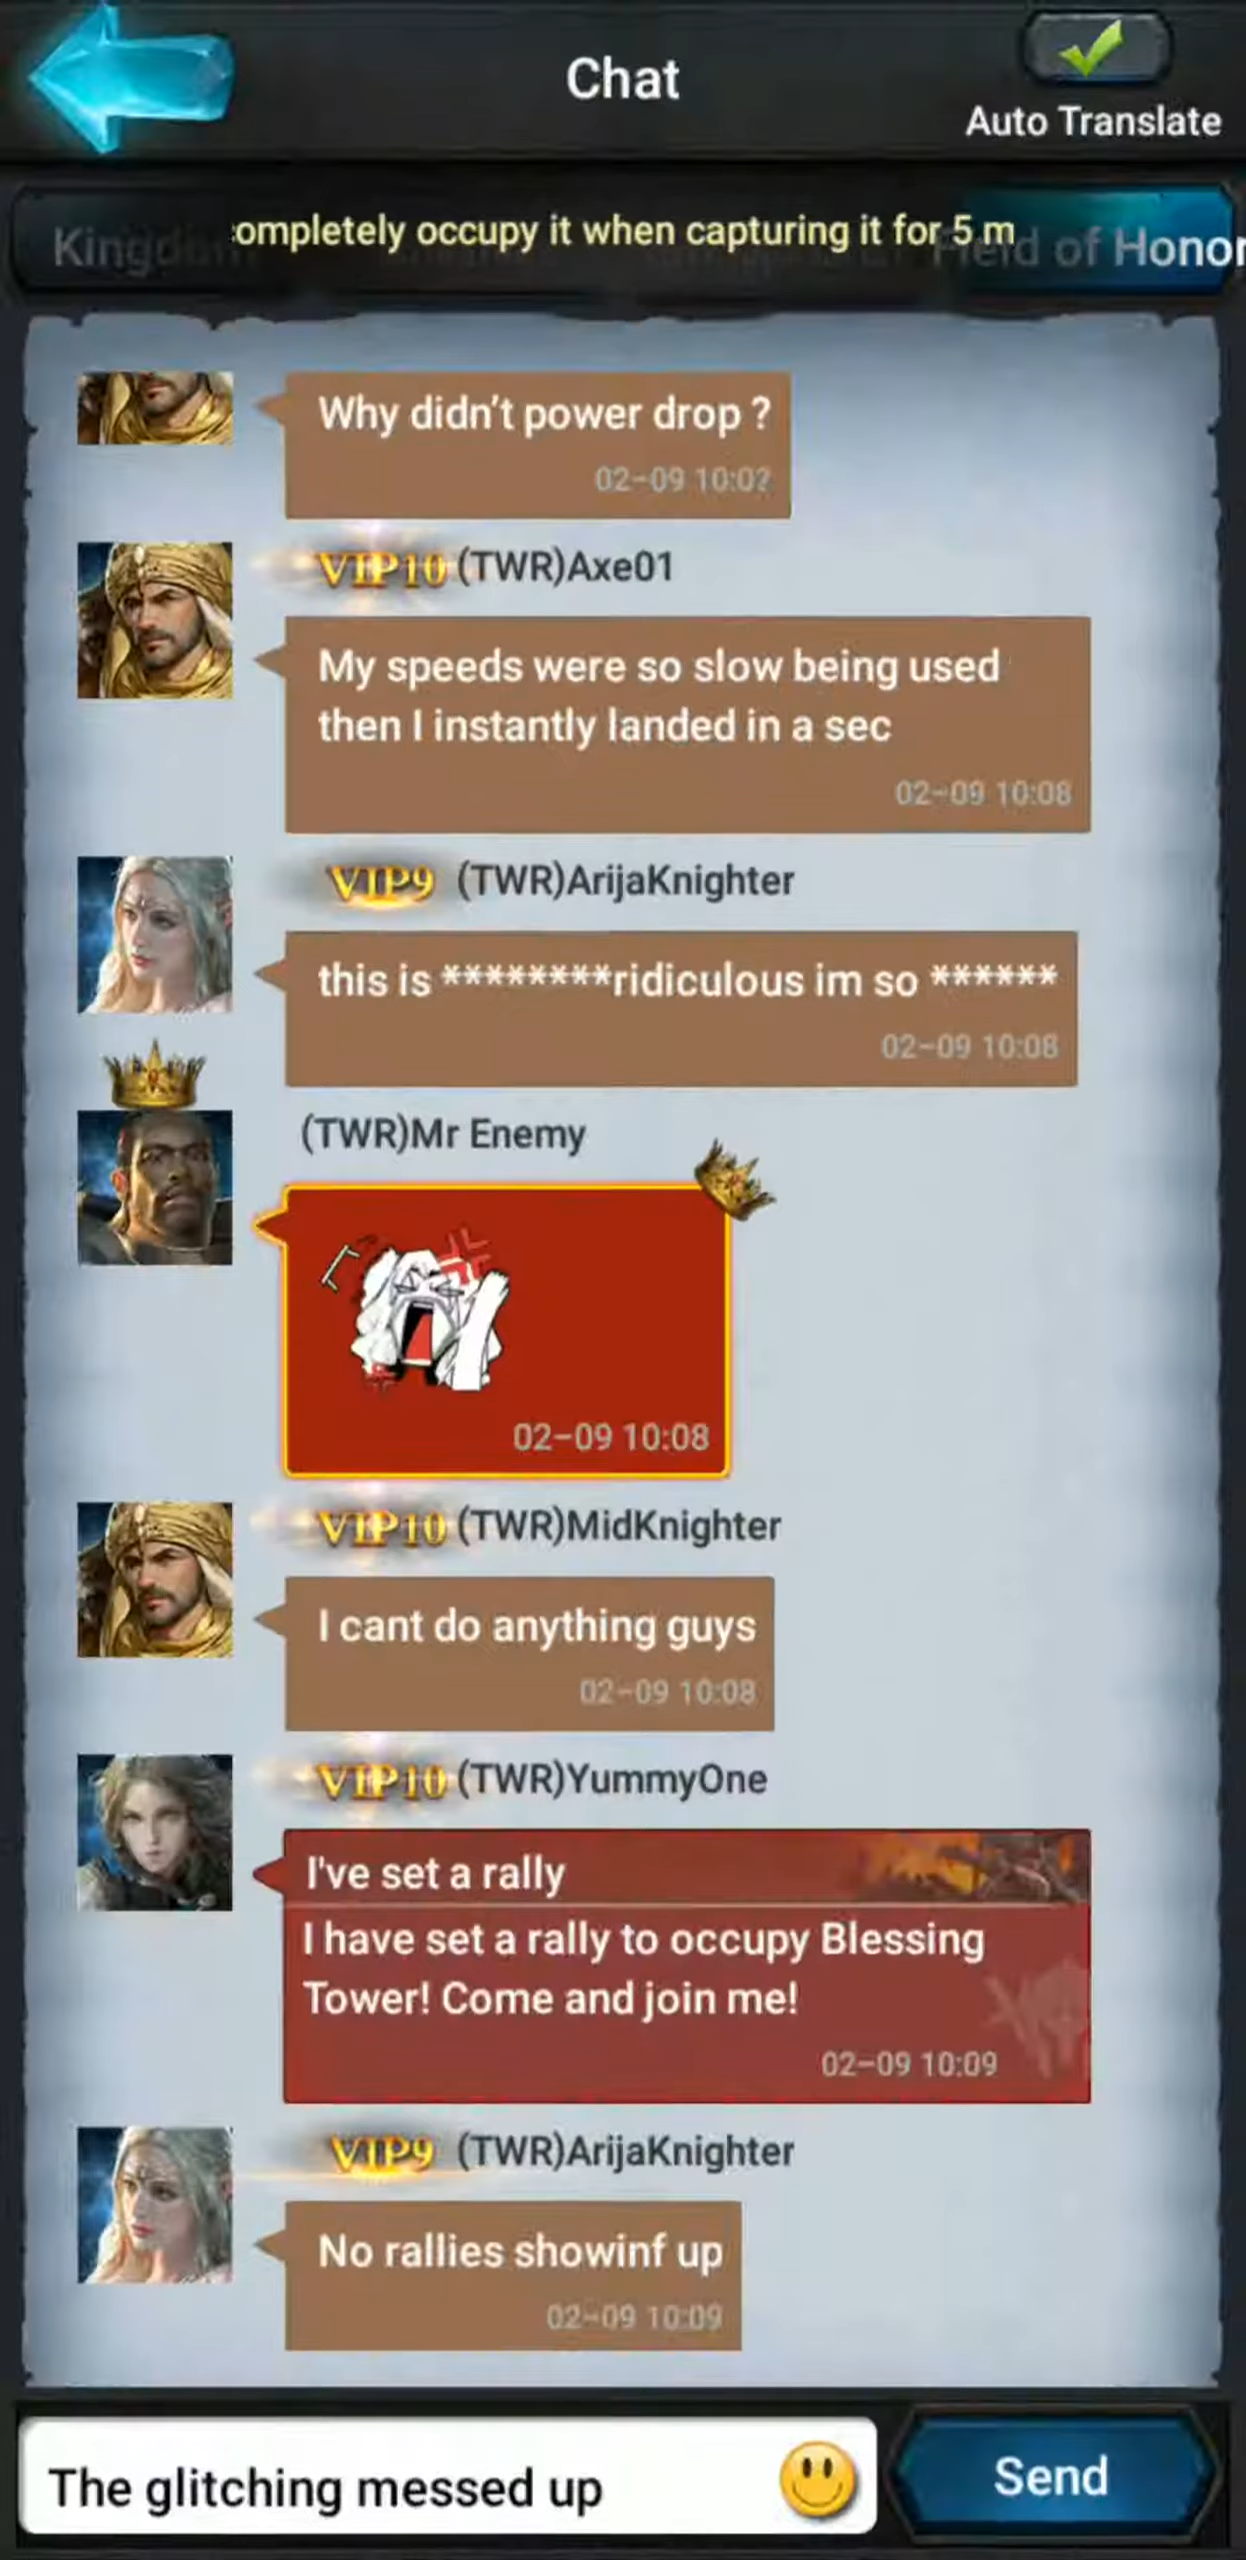 Chat
Auto Translate
ompletely occupy it when capturing it for 5 m
Field of Honor
Why didn't power drop ?
VIP10 (TWR)Axe01
My speeds were so slow being used
then I instantly landed in a sec
02-09 10:08
VIP9 (TWR)ArijaKnighter
this is ********ridiculous im so ******
02-09 10:08
(TWR)Mr Enemy
02-09 10:08
VIP10 (TWR)MidKnighter
I cant do anything guys
02-09 10:08
VIP10 (TWR)YummyOne
I've set a rally
I have set a rally to occupy Blessing
Tower! Come and join me!
02-09 10:09
VIP9 (TWR)ArijaKnighter
No rallies showinf up
02-09 10:09
The glitching messed up
Send